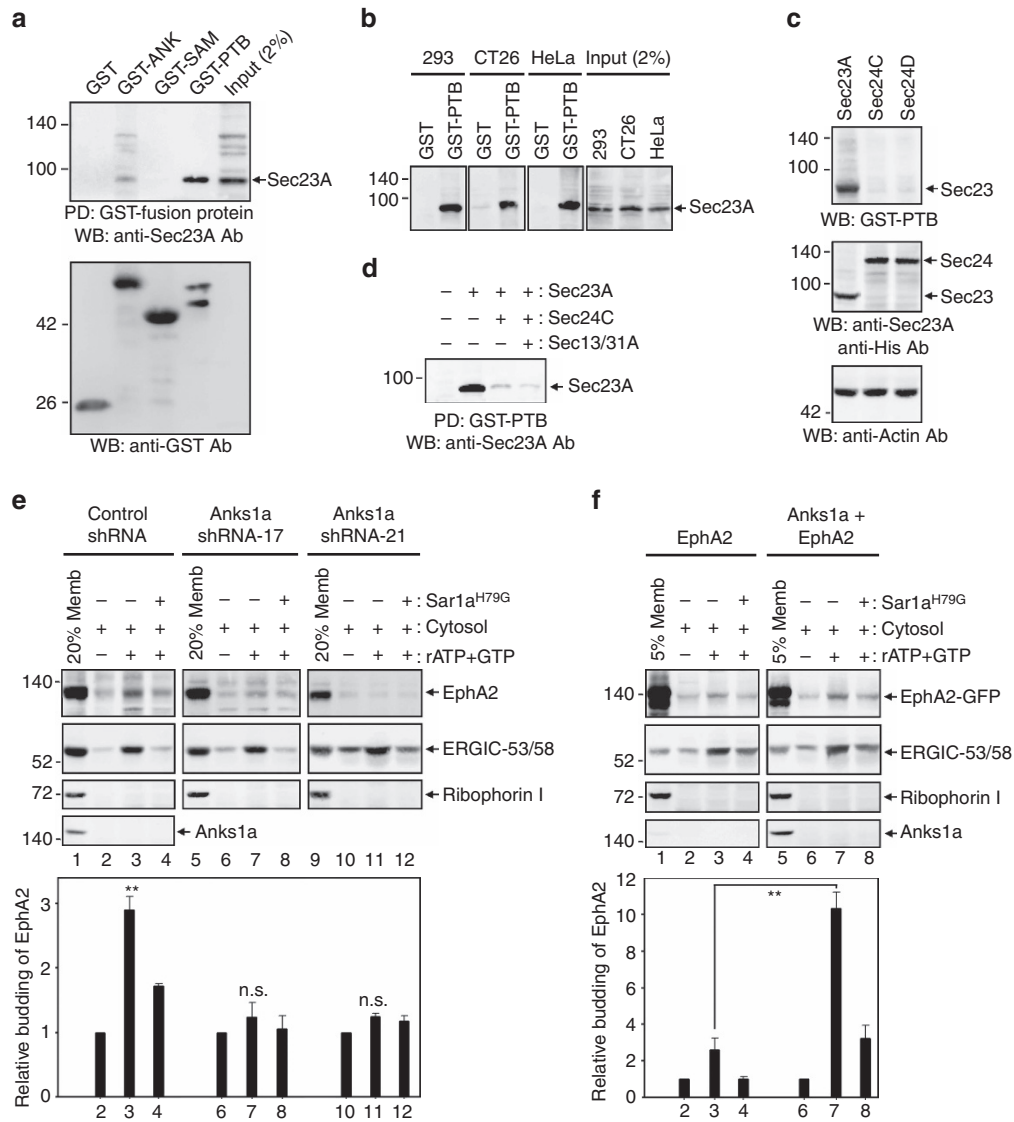 a
GST
GST-ANK
GST-SAM
GST-PTB
Input (2%)
140
100
Sec23A
PD: GST-fusion protein
WB: anti-Sec23A Ab
42
26
WB: anti-GST Ab
b
293 CT26 HeLa Input (2%)
GST
GST-PTB
GST
GST-PTB
GST
GST-PTB
293
CT26
HeLa
140
100
Sec23A
c
Sec23A
Sec24C
Sec24D
140
100
Sec23
WB: GST-PTB
140
Sec24
100
Sec23
WB: anti-Sec23A
anti-His Ab
42
WB: anti-Actin Ab
d
– + + + : Sec23A
– – + + : Sec24C
– – – + : Sec13/31A
100
Sec23A
PD: GST-PTB
WB: anti-Sec23A Ab
e
Control shRNA
Anks1a shRNA-17
Anks1a shRNA-21
20% Memb
20% Memb
20% Memb
– – + – – + – – + : Sar1aH79G
+ + + + + + + + + : Cytosol
– + + – + + – + + : rATP+GTP
140
EphA2
52
ERGIC-53/58
72
Ribophorin I
140
Anks1a
1 2 3 4 5 6 7 8 9 10 11 12
Relative budding of EphA2
3
2
1
0
**
n.s.
n.s.
2 3 4 6 7 8 10 11 12
f
EphA2
Anks1a + EphA2
5% Memb
5% Memb
– – + – – + : Sar1aH79G
+ + + + + + : Cytosol
– + + – + + : rATP+GTP
140
EphA2-GFP
52
ERGIC-53/58
72
Ribophorin I
140
Anks1a
1 2 3 4 5 6 7 8
Relative budding of EphA2
12
10
8
6
4
2
0
**
2 3 4 6 7 8